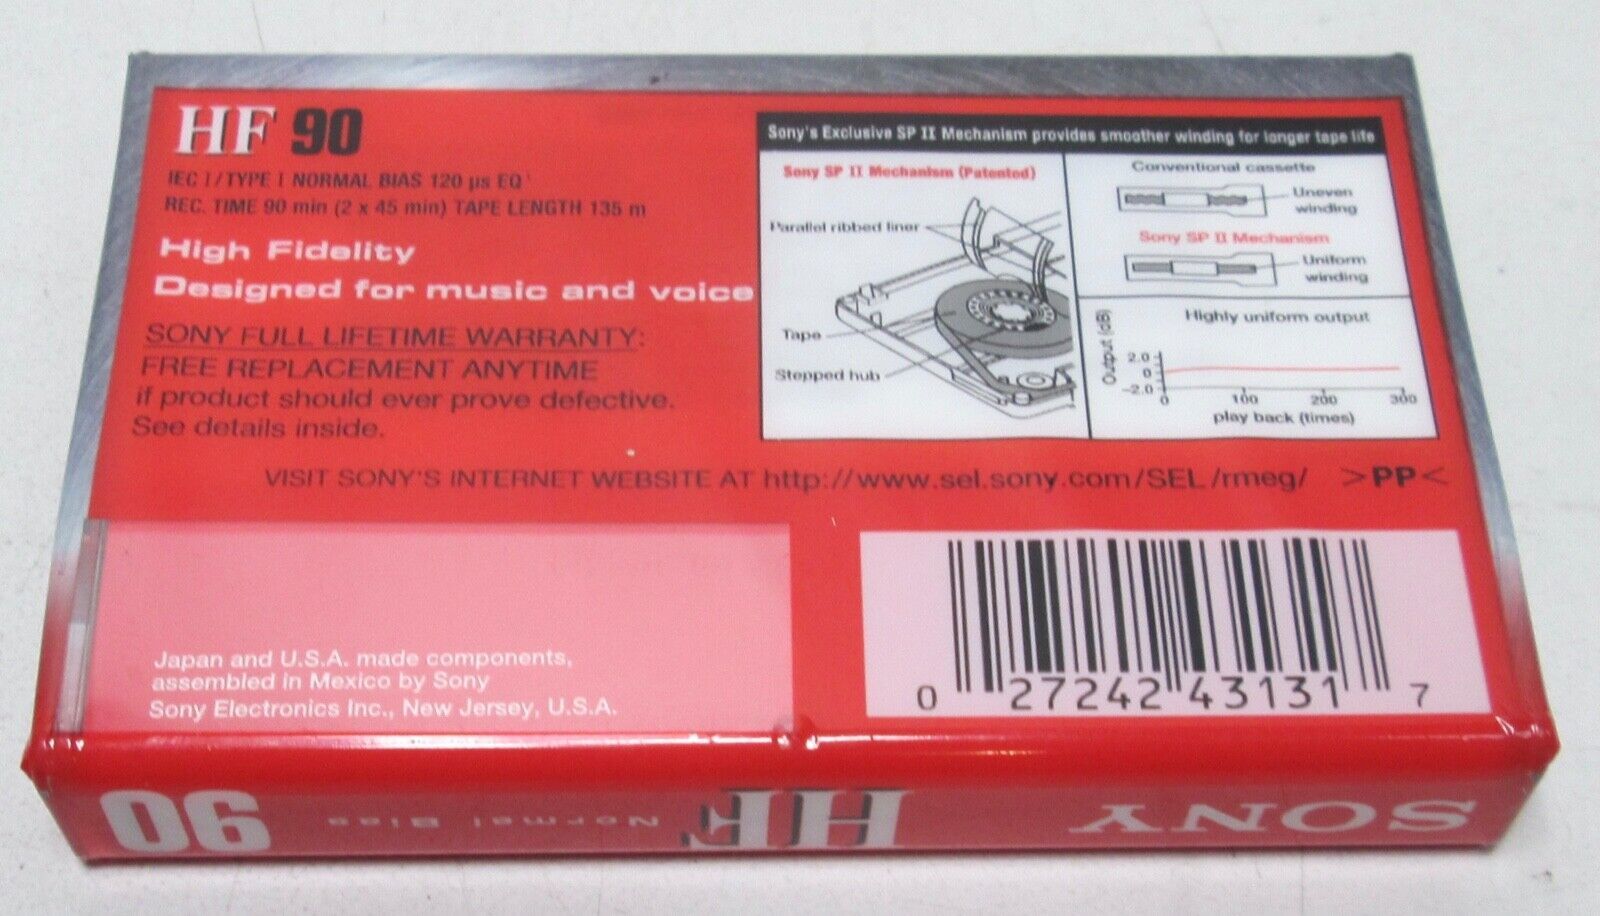 HF 90
IEC I/TYPE I NORMAL BIAS 120 µs EQ
REC. TIME 90 min (2 x 45 min) TAPE LENGTH 135 m
High Fidelity
Designed for music and voice
SONY FULL LIFETIME WARRANTY:
FREE REPLACEMENT ANYTIME
if product should ever prove defective.
See details inside.
Sony's Exclusive SP II Mechanism provides smoother winding for longer tape life
Sony SP II Mechanism (Patented)
Parallel ribbed liner
Tape
Stepped hub
Conventional cassette
Uneven
winding
Sony SP II Mechanism
Uniform
winding
Highly uniform output
Output (dB)
2.0
0
-2.0
0 100 200 300
play back (times)
VISIT SONY'S INTERNET WEBSITE AT http://www.sel.sony.com/SEL/rmeg/ >PP<
Japan and U.S.A. made components,
assembled in Mexico by Sony
Sony Electronics Inc., New Jersey, U.S.A.
0 27242 43131 7
SONY HF Normal Bias 90